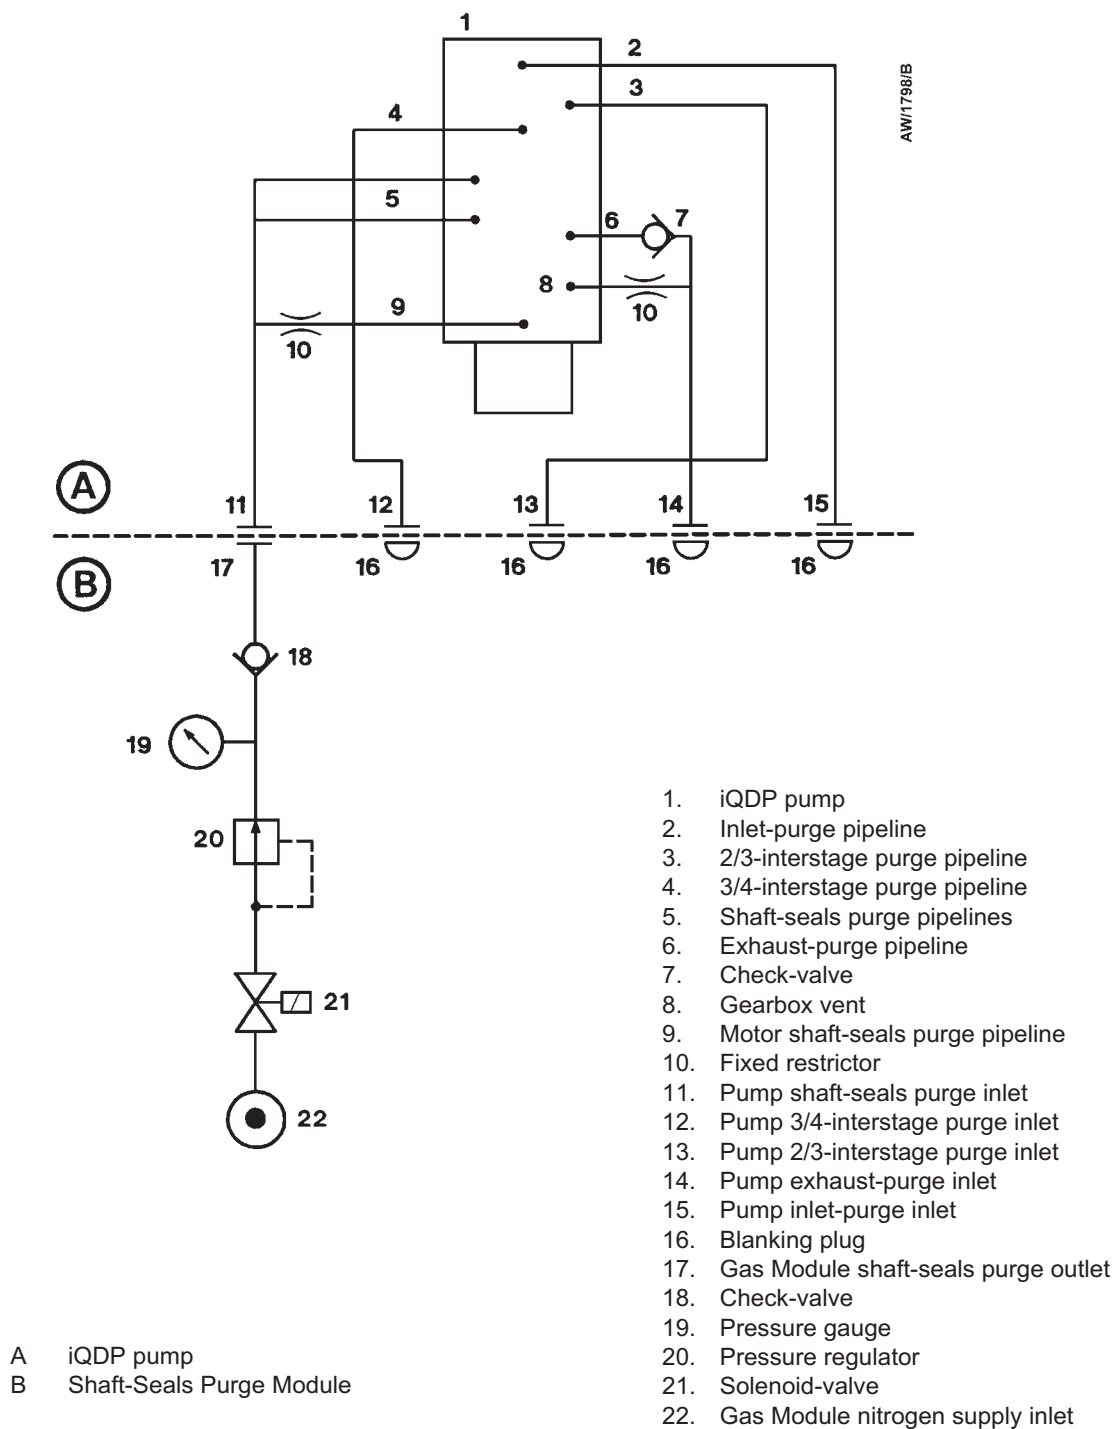 1
2
3
AW/1798/B
4
5
6
7
8
10
9
10
A
11
12
13
14
15
B
17
16
16
16
16
18
19
20
21
22
1. iQDP pump
2. Inlet-purge pipeline
3. 2/3-interstage purge pipeline
4. 3/4-interstage purge pipeline
5. Shaft-seals purge pipelines
6. Exhaust-purge pipeline
7. Check-valve
8. Gearbox vent
9. Motor shaft-seals purge pipeline
10. Fixed restrictor
11. Pump shaft-seals purge inlet
12. Pump 3/4-interstage purge inlet
13. Pump 2/3-interstage purge inlet
14. Pump exhaust-purge inlet
15. Pump inlet-purge inlet
16. Blanking plug
17. Gas Module shaft-seals purge outlet
18. Check-valve
19. Pressure gauge
20. Pressure regulator
21. Solenoid-valve
22. Gas Module nitrogen supply inlet
A iQDP pump
B Shaft-Seals Purge Module